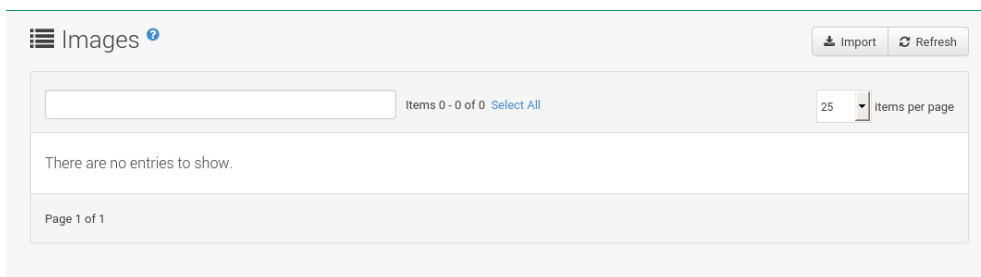 Images ?
Import Refresh
Items 0 - 0 of 0 Select All 25 items per page
There are no entries to show.
Page 1 of 1